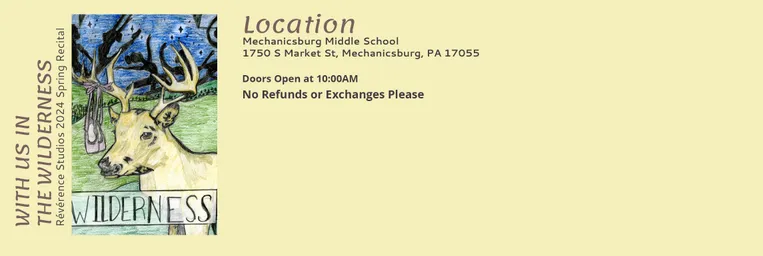 WITH US IN
THE WILDERNESS
Révérence Studios 2024 Spring Recital
WILDERNESS
Location
Mechanicsburg Middle School
1750 S Market St, Mechanicsburg, PA 17055
Doors Open at 10:00AM
No Refunds or Exchanges Please